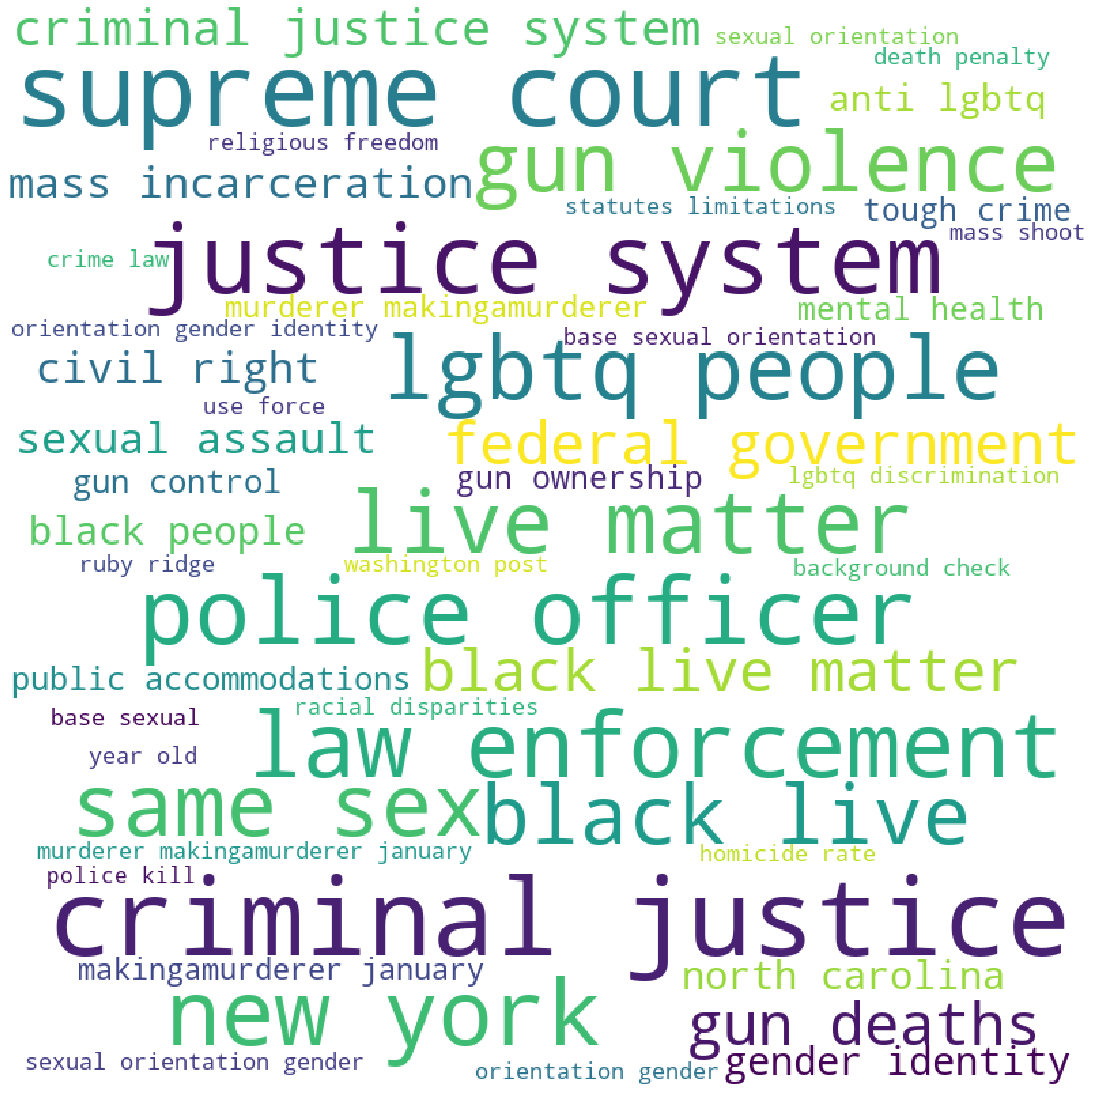 criminal justice system
sexual orientation
death penalty
supreme court
anti lgbtq
religious freedom
gun violence
mass incarceration
statutes limitations
tough crime
mass shoot
justice system
crime law
murderer makingamurderer
mental health
orientation gender identity
base sexual orientation
civil right
lgbtq people
use force
sexual assault
federal government
gun control
gun ownership
lgbtq discrimination
live matter
black people
ruby ridge
washington post
background check
police officer
public accommodations
black live matter
base sexual
racial disparities
year old
law enforcement
same sex
black live
murderer makingamurderer january
homicide rate
police kill
criminal justice
makingamurderer january
north carolina
new york
gun deaths
sexual orientation gender
orientation gender
gender identity